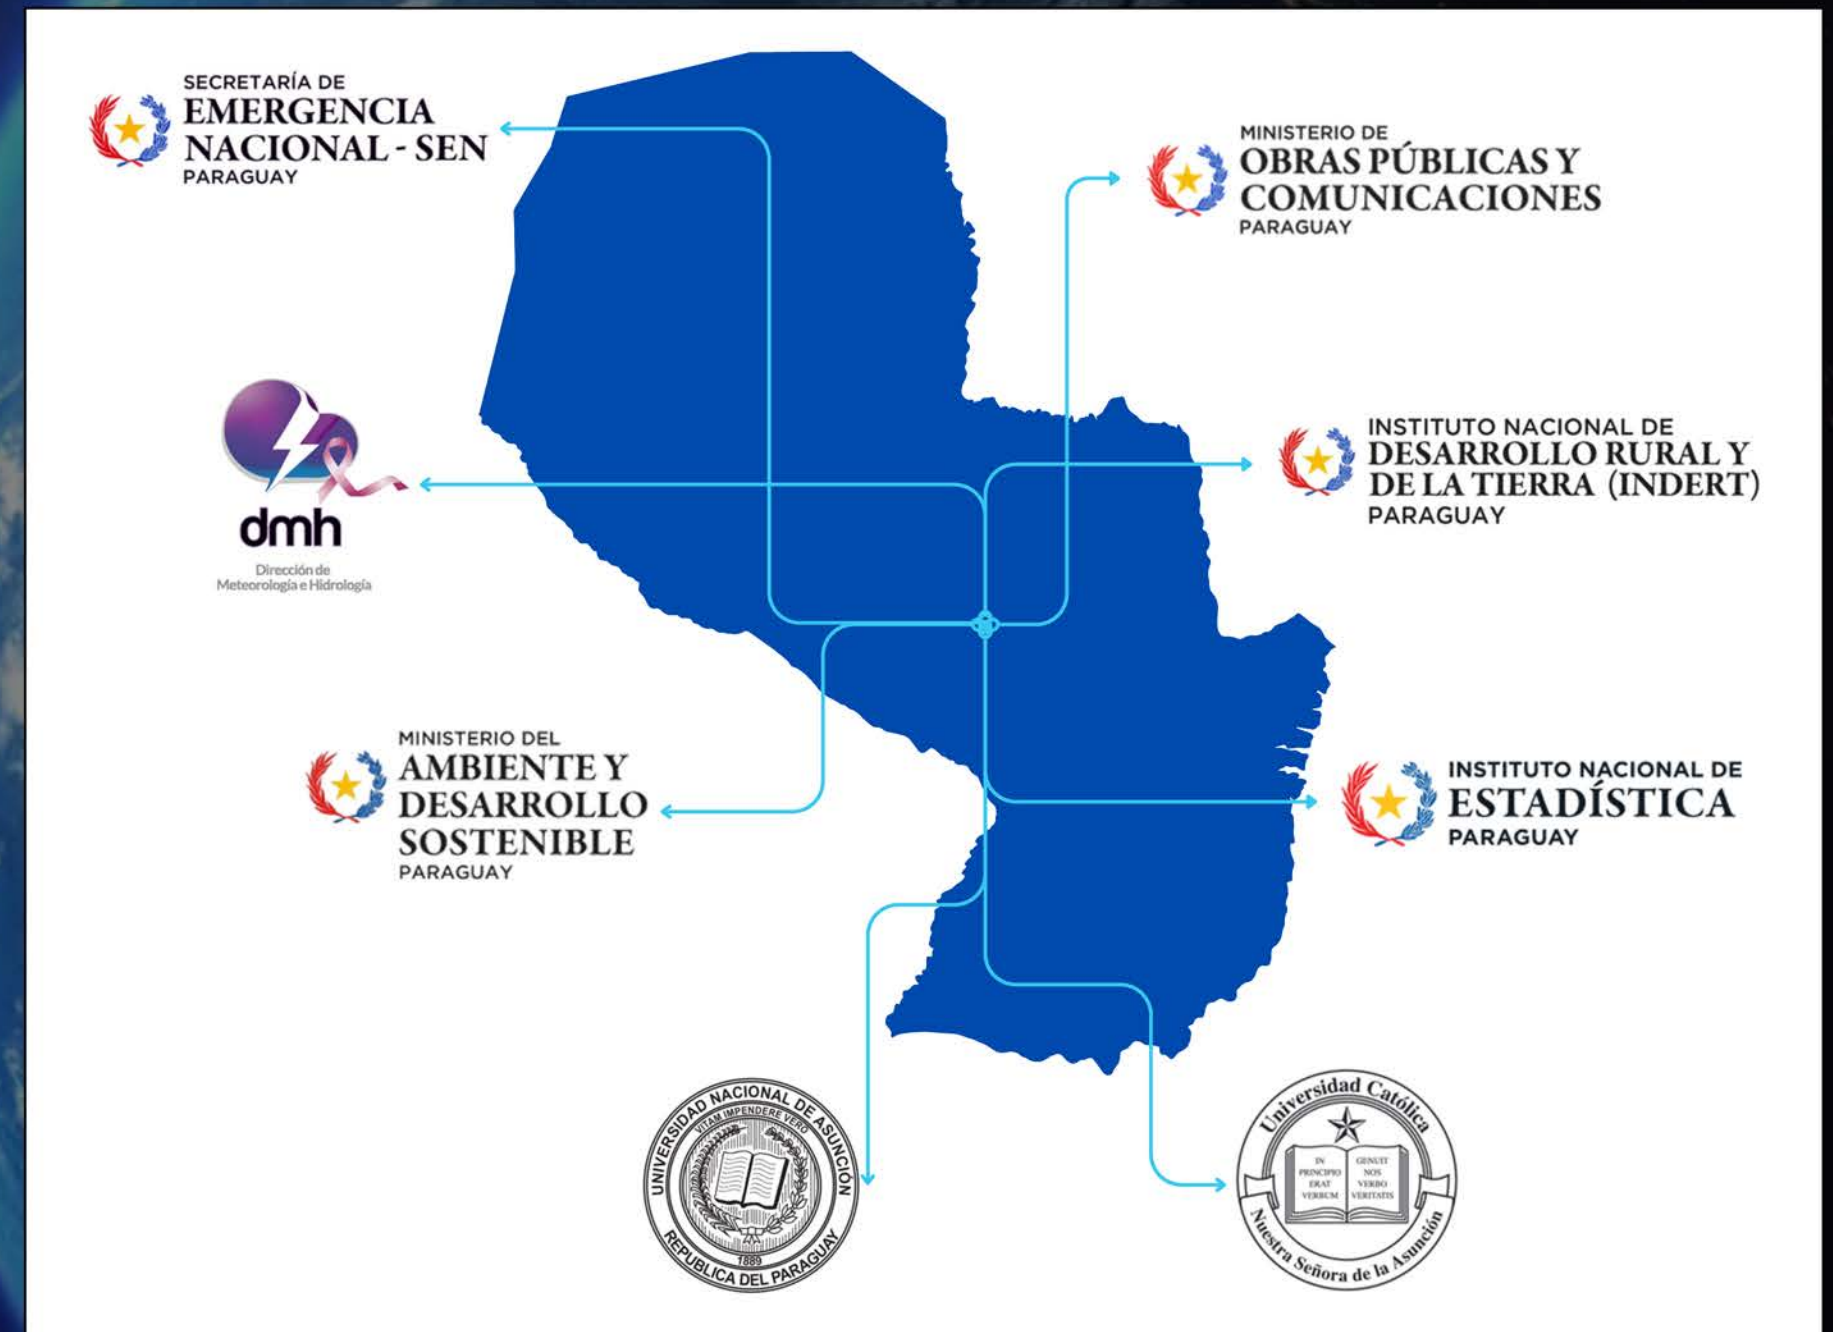 SECRETARÍA DE
EMERGENCIA
NACIONAL - SEN
PARAGUAY
MINISTERIO DE
OBRAS PÚBLICAS Y
COMUNICACIONES
PARAGUAY
INSTITUTO NACIONAL DE
DESARROLLO RURAL Y
DE LA TIERRA (INDERT)
PARAGUAY
dmh
Dirección de
Meteorología e Hidrología
MINISTERIO DEL
AMBIENTE Y
DESARROLLO
SOSTENIBLE
PARAGUAY
INSTITUTO NACIONAL DE
ESTADÍSTICA
PARAGUAY
UNIVERSIDAD NACIONAL DE ASUNCIÓN
VITAM IMPENDERE VERO
1889
REPUBLICA DEL PARAGUAY
Universidad Católica
IN
PRINCIPIO
ERAT
VERBUM
GENUIT
NOS
VERBO
VERITATIS
Nuestra Señora de la Asunción